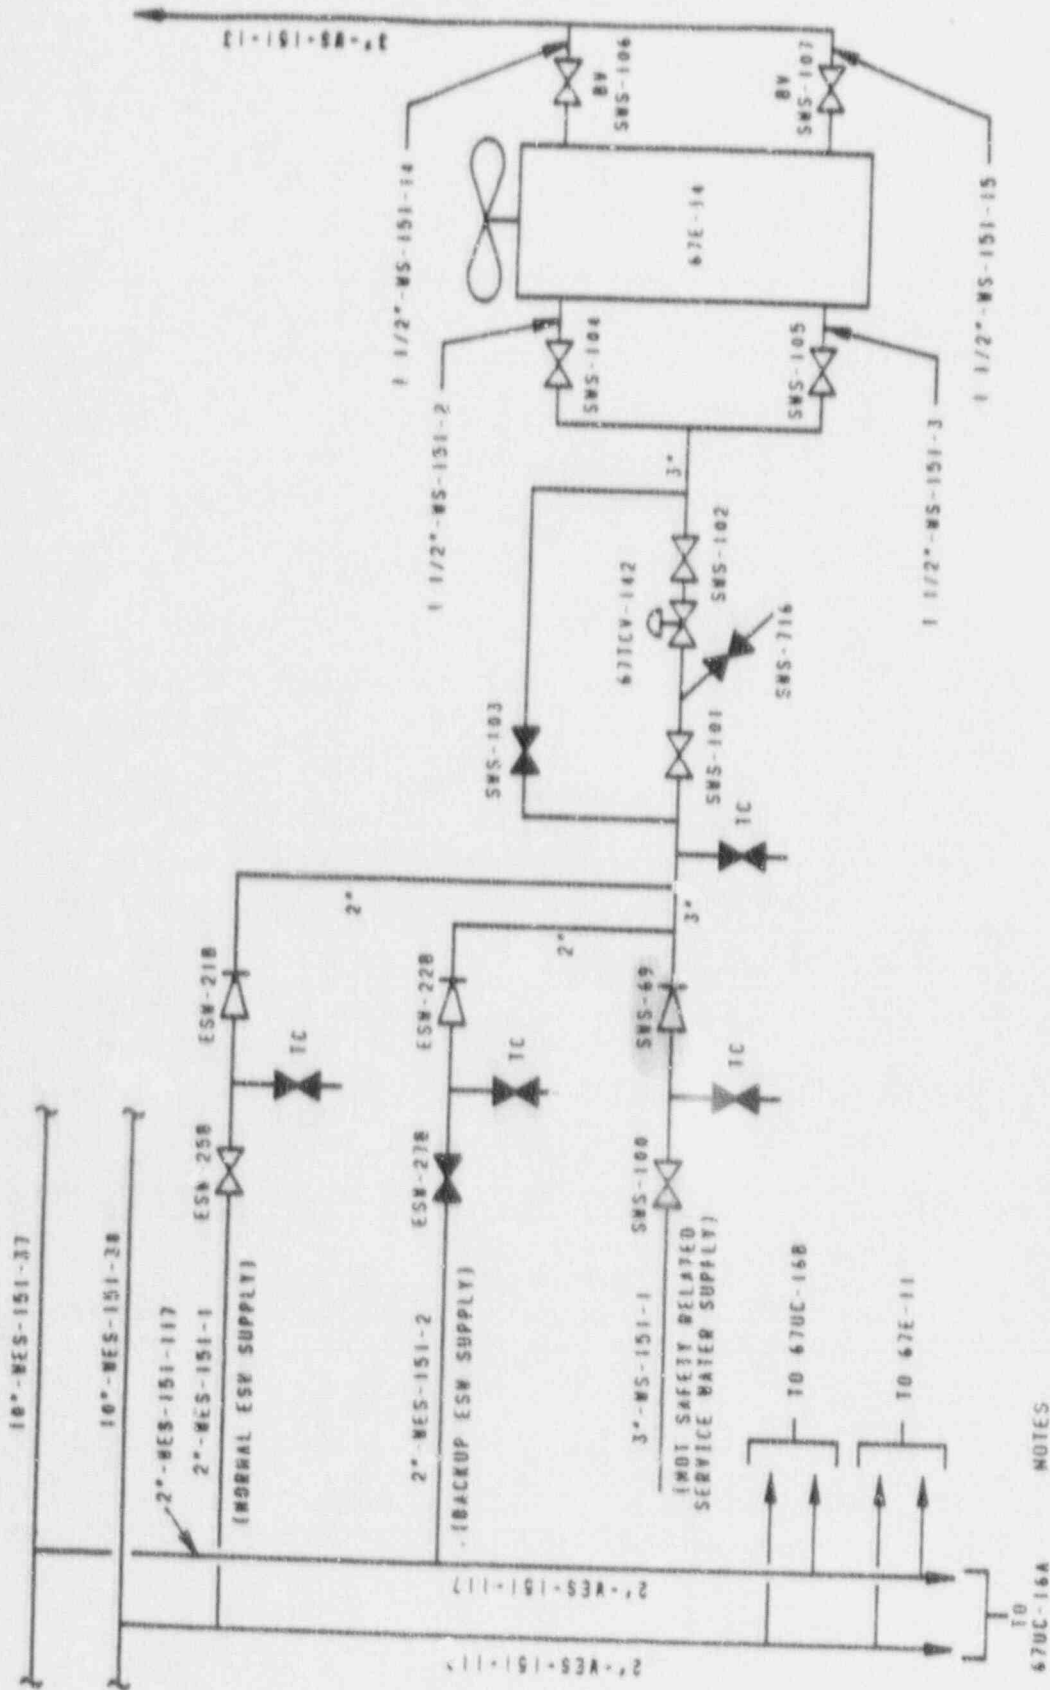 10"-WES-151-37
10"-WES-151-38
2"-WES-151-117
2"-WES-151-1
(NORMAL ESW SUPPLY)
ESW-25B
TC
ESW-21B
2"
2"-WES-151-2
(BACKUP ESW SUPPLY)
ESW-27B
TC
ESW-22B
2"
3"-WS-151-1
(NOT SAFETY RELATED
SERVICE WATER SUPPLY)
SWS-100
TC
SWS-69
3"
TC
SWS-103
SWS-101
SWS-716
67TCV-142
SWS-102
3"
1 1/2"-WS-151-2
SWS-104
SWS-105
1 1/2"-WS-151-3
67E-14
1 1/2"-WS-151-14
BV
SWS-106
BV
SWS-107
1 1/2"-WS-151-15
3"-WS-151-13
2"-WES-151-117
TO 67UC-16B
TO 67E-11
TO
67UC-16A
NOTES